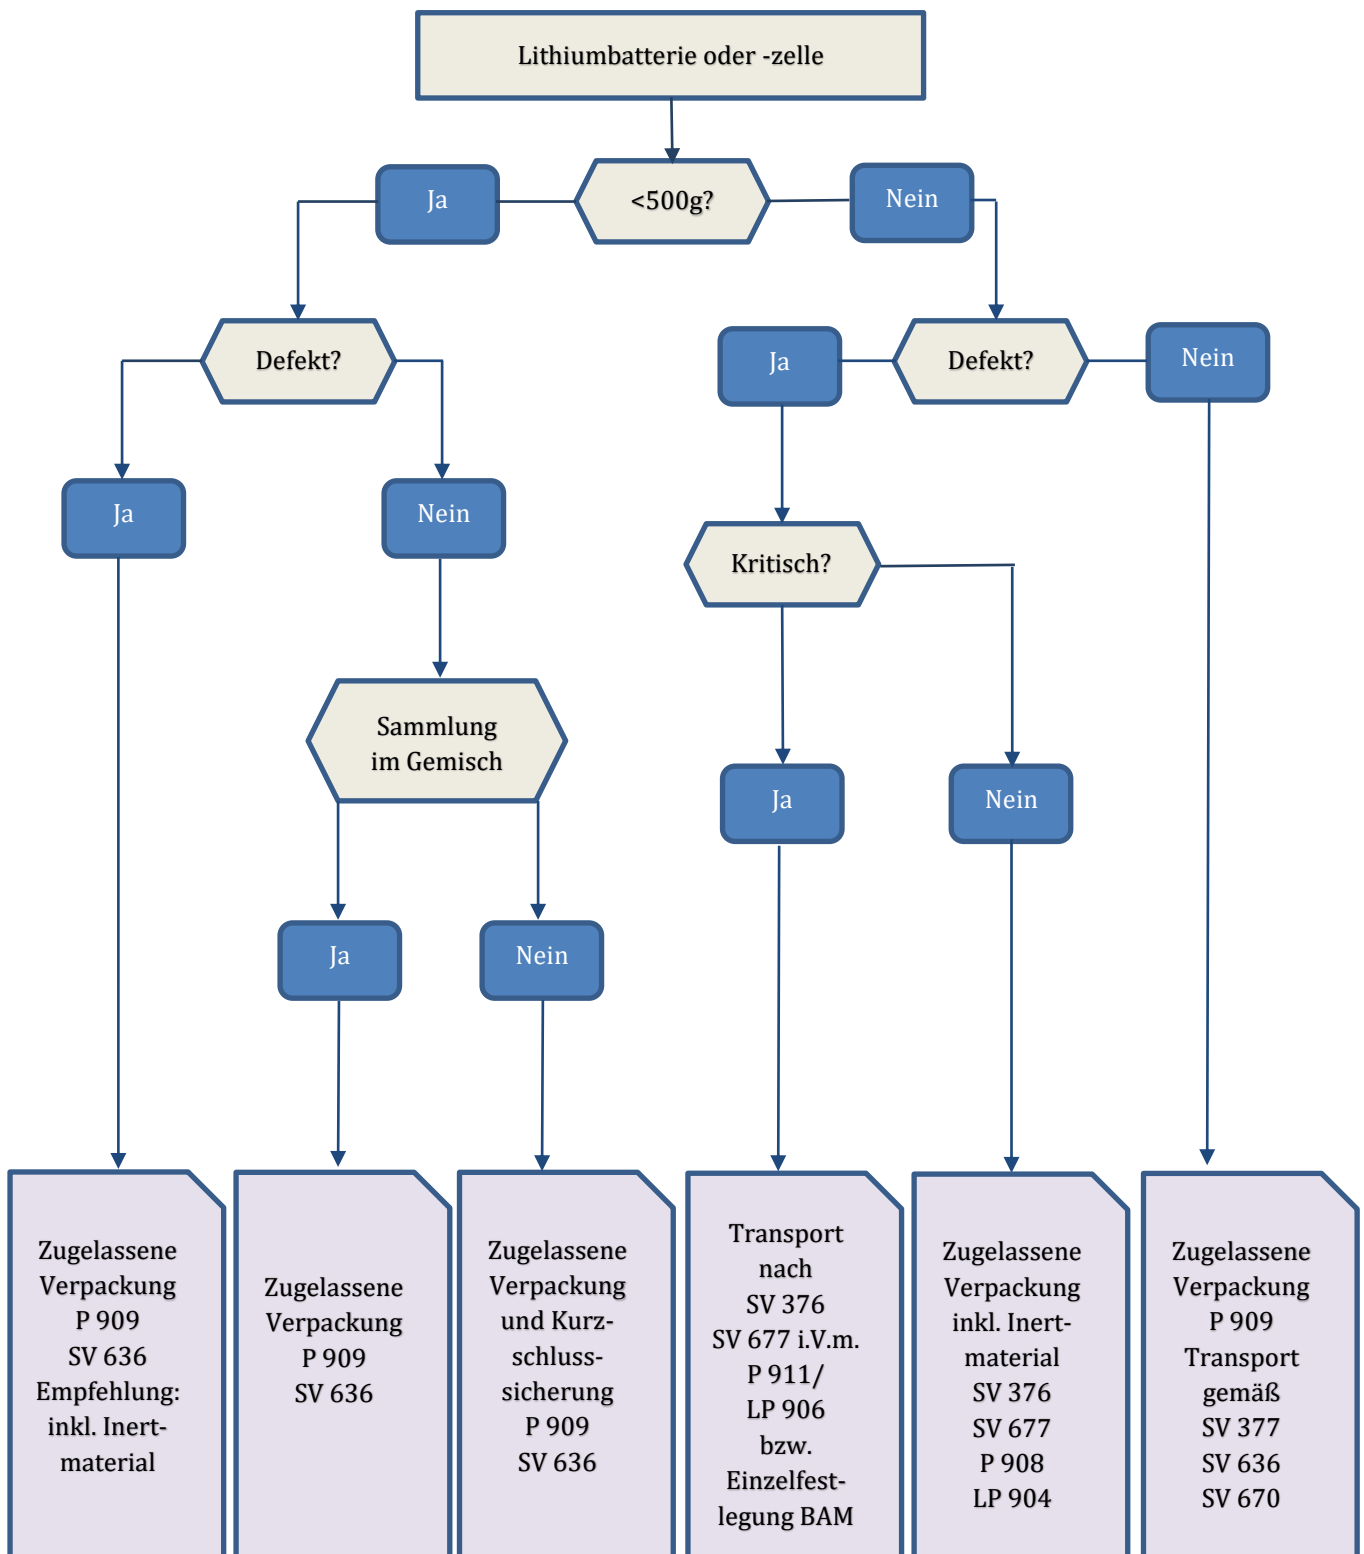 Lithiumbatterie oder -zelle
Ja
<500g?
Nein
Defekt?
Ja
Defekt?
Nein
Ja
Nein
Kritisch?
Sammlung
im Gemisch
Ja
Nein
Ja
Nein
Zugelassene
Verpackung
P 909
SV 636
Empfehlung:
inkl. Inert-
material
Zugelassene
Verpackung
P 909
SV 636
Zugelassene
Verpackung
und Kurz-
schluss-
sicherung
P 909
SV 636
Transport
nach
SV 376
SV 677 i.V.m.
P 911/
LP 906
bzw.
Einzelfest-
legung BAM
Zugelassene
Verpackung
inkl. Inert-
material
SV 376
SV 677
P 908
LP 904
Zugelassene
Verpackung
P 909
Transport
gemäß
SV 377
SV 636
SV 670